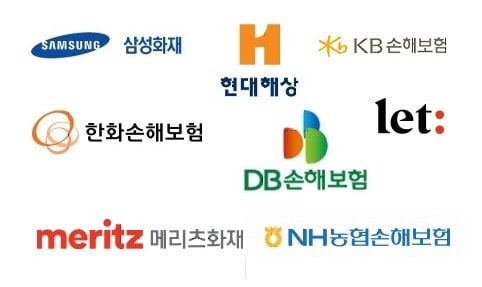 SAMSUNG 삼성화재
현대해상
KB손해보험
한화손해보험
let:
DB손해보험
meritz 메리츠화재
NH농협손해보험